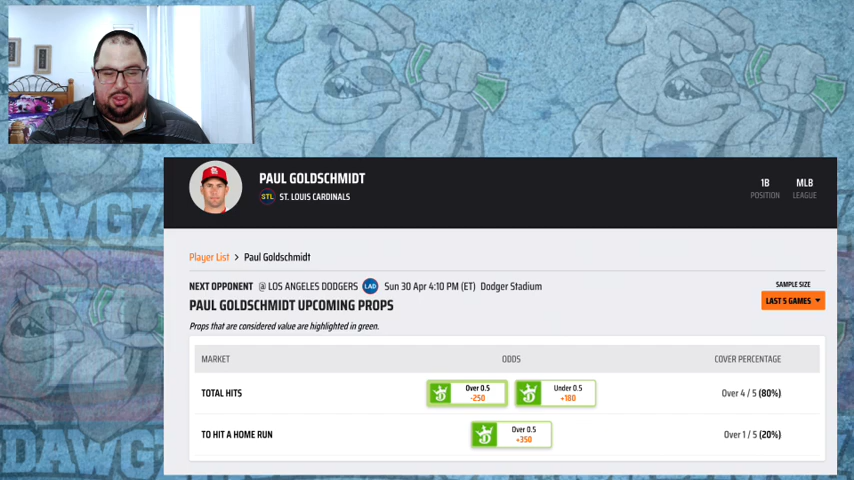 PAUL GOLDSCHMIDT
STL ST. LOUIS CARDINALS
1B MLB
POSITION LEAGUE
Player List > Paul Goldschmidt
NEXT OPPONENT @ LOS ANGELES DODGERS LAD Sun 30 Apr 4:10 PM (ET) Dodger Stadium
SAMPLE SIZE
LAST 5 GAMES
PAUL GOLDSCHMIDT UPCOMING PROPS
Props that are considered value are highlighted in green.
MARKET ODDS COVER PERCENTAGE
TOTAL HITS Over 0.5 -250 Under 0.5 +180 Over 4 / 5 (80%)
TO HIT A HOME RUN Over 0.5 +350 Over 1 / 5 (20%)
DAWGZ
DAWGZ